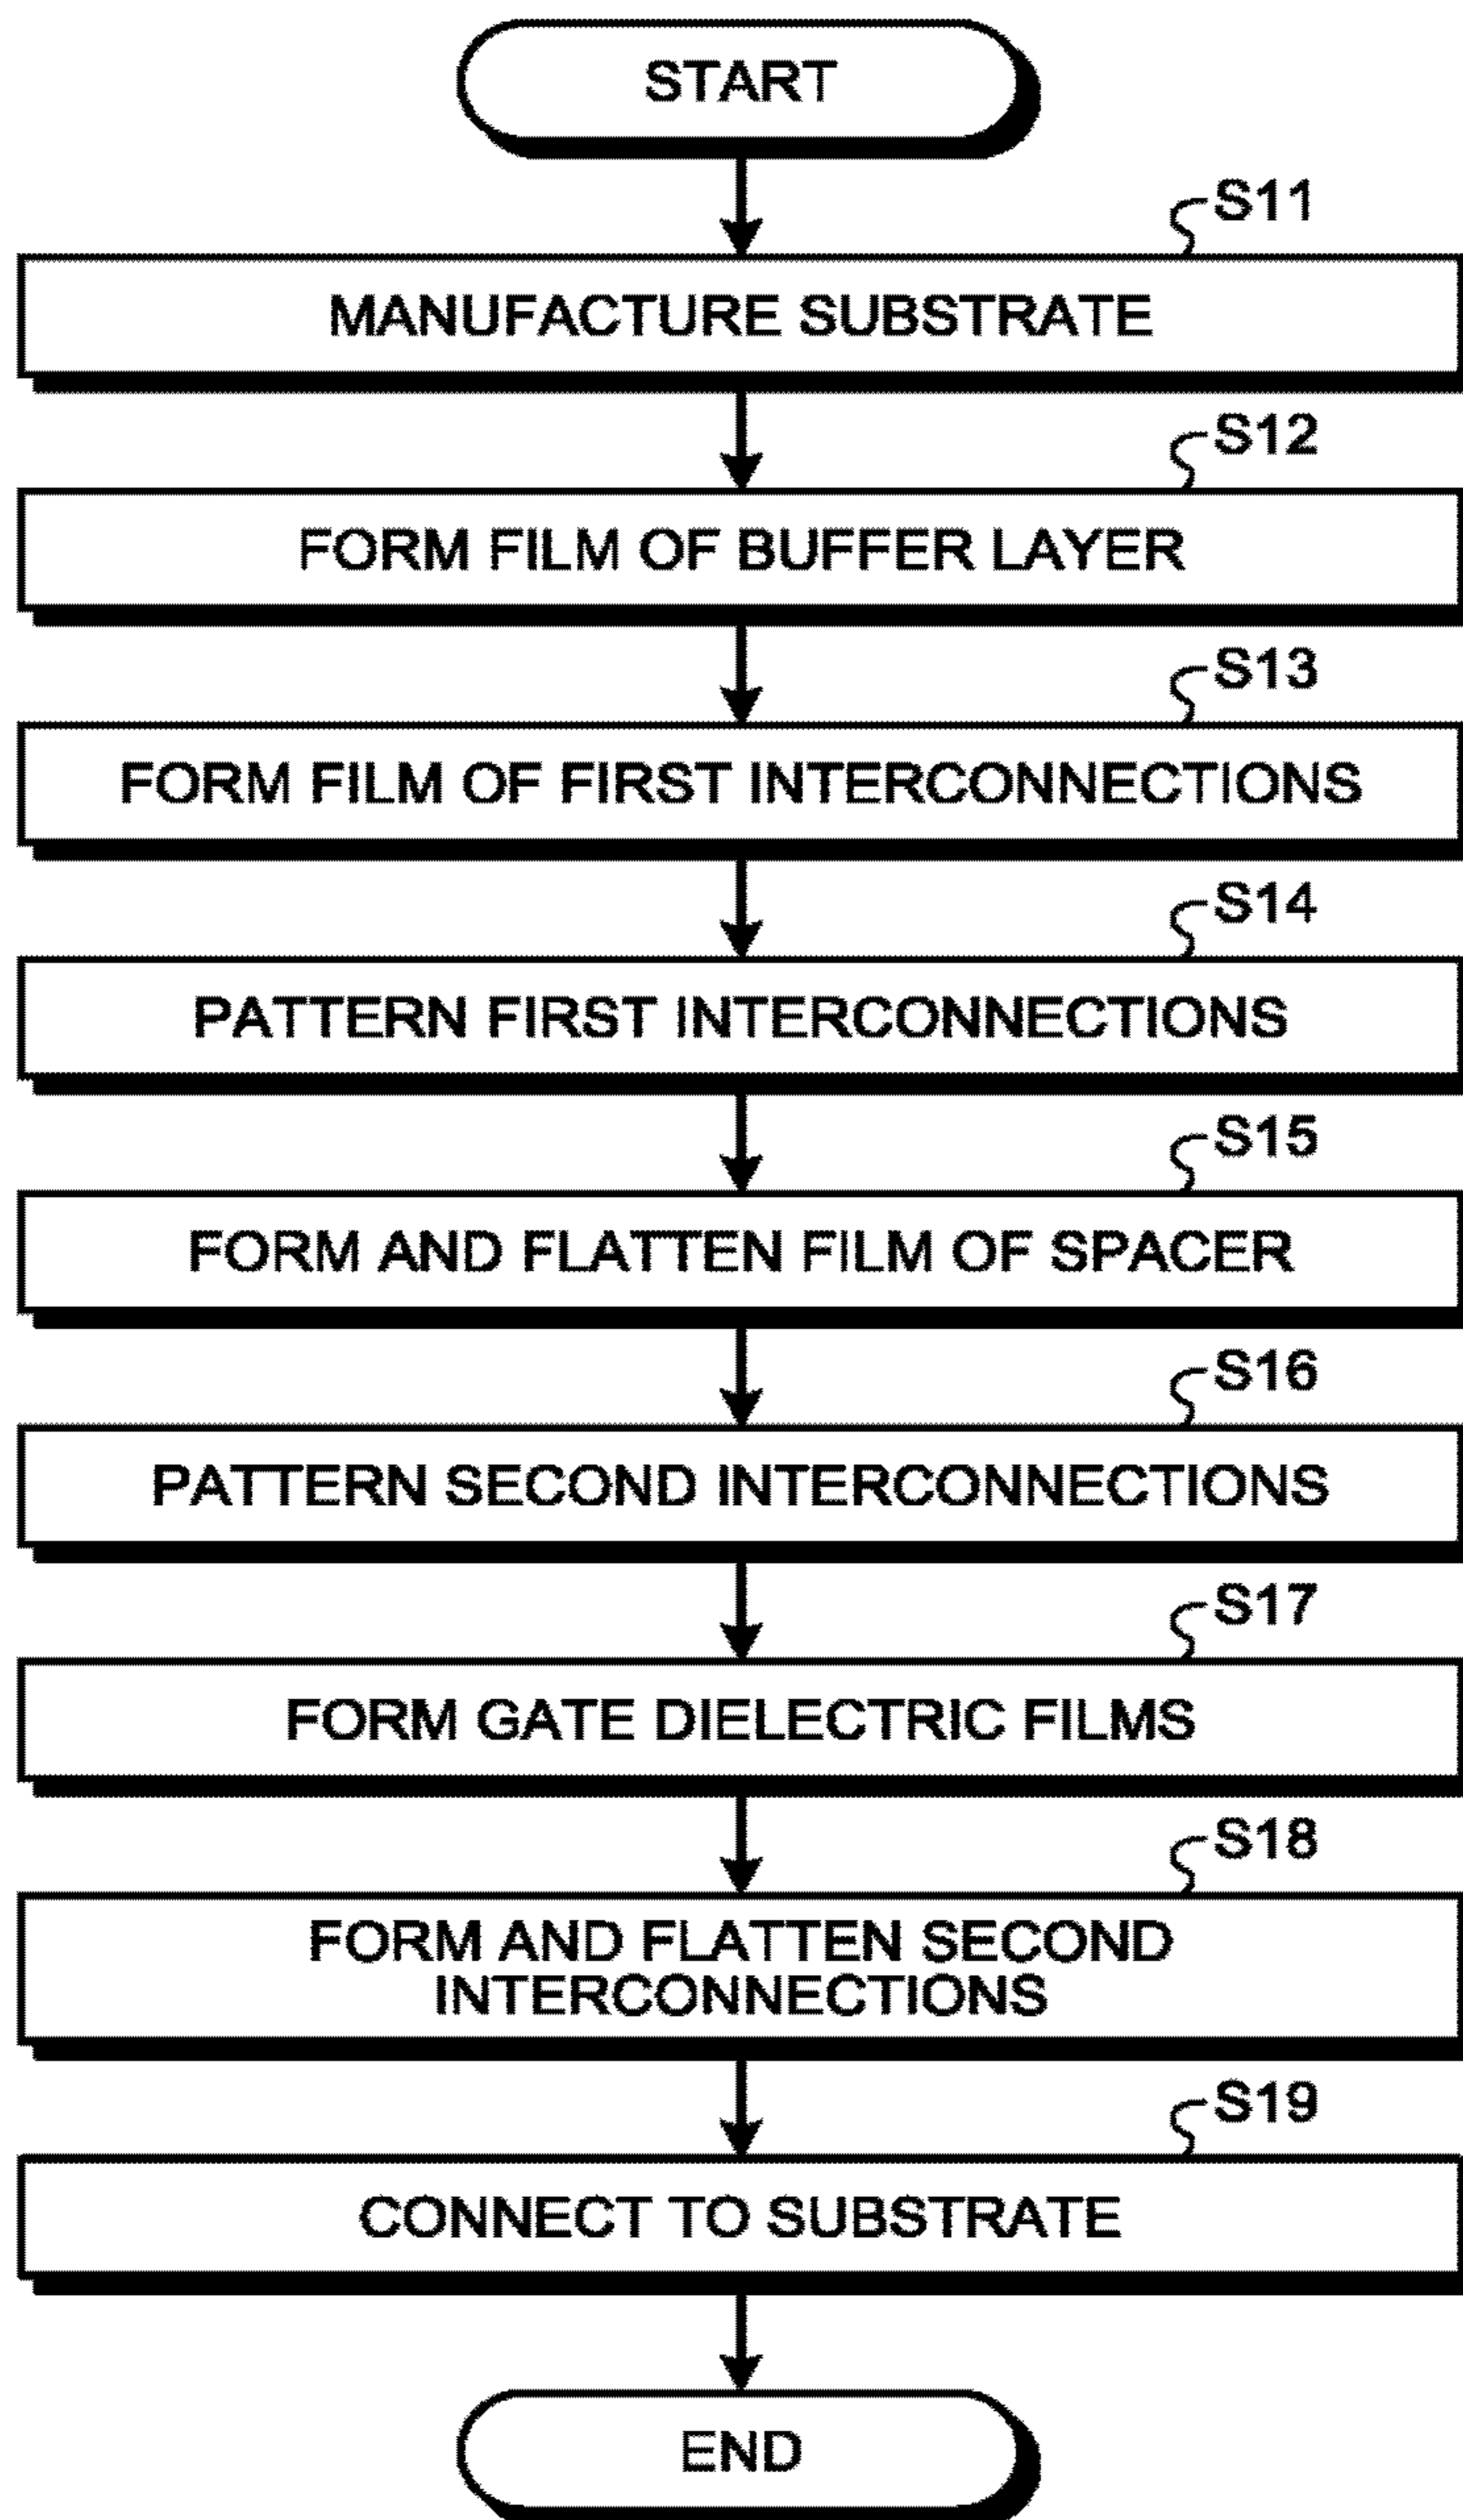 START
S11
MANUFACTURE SUBSTRATE
S12
FORM FILM OF BUFFER LAYER
S13
FORM FILM OF FIRST INTERCONNECTIONS
S14
PATTERN FIRST INTERCONNECTIONS
S15
FORM AND FLATTEN FILM OF SPACER
S16
PATTERN SECOND INTERCONNECTIONS
S17
FORM GATE DIELECTRIC FILMS
S18
FORM AND FLATTEN SECOND
INTERCONNECTIONS
S19
CONNECT TO SUBSTRATE
END